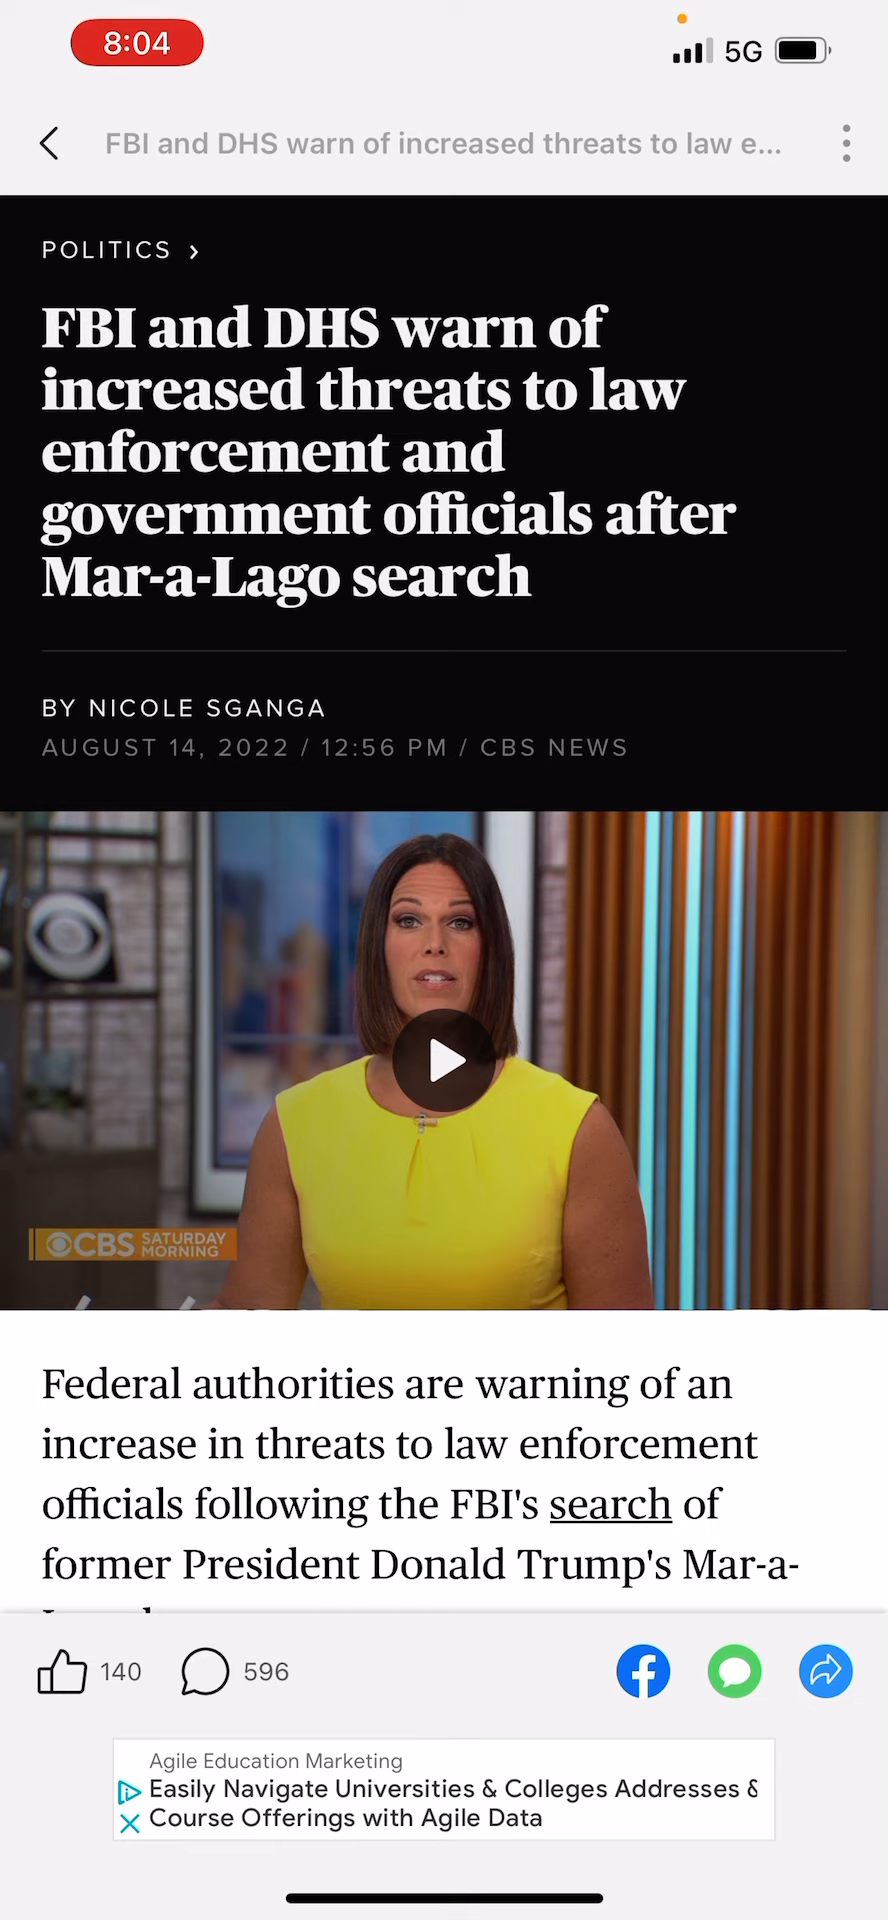 8:04
5G
FBI and DHS warn of increased threats to law e...
POLITICS >
FBI and DHS warn of
increased threats to law
enforcement and
government officials after
Mar-a-Lago search
BY NICOLE SGANGA
AUGUST 14, 2022 / 12:56 PM / CBS NEWS
CBS SATURDAY
MORNING
Federal authorities are warning of an
increase in threats to law enforcement
officials following the FBI's search of
former President Donald Trump's Mar-a-
140
596
Agile Education Marketing
Easily Navigate Universities & Colleges Addresses &
Course Offerings with Agile Data